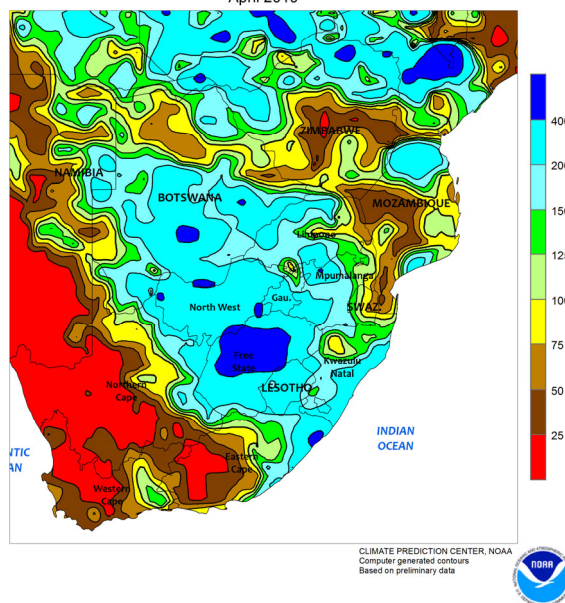 ZIMBABWE
NAMIBIA
BOTSWANA
MOZAMBIQUE
Limpopo
Mpumalanga
North West
Gau.
SWAZ.
Free
State
Kwazulu
Natal
LESOTHO
Northern
Cape
Eastern
Cape
Western
Cape
INDIAN
OCEAN
NTIC
AN
400
200
150
125
100
75
50
25
CLIMATE PREDICTION CENTER, NOAA
Computer generated contours
Based on preliminary data
NOAA